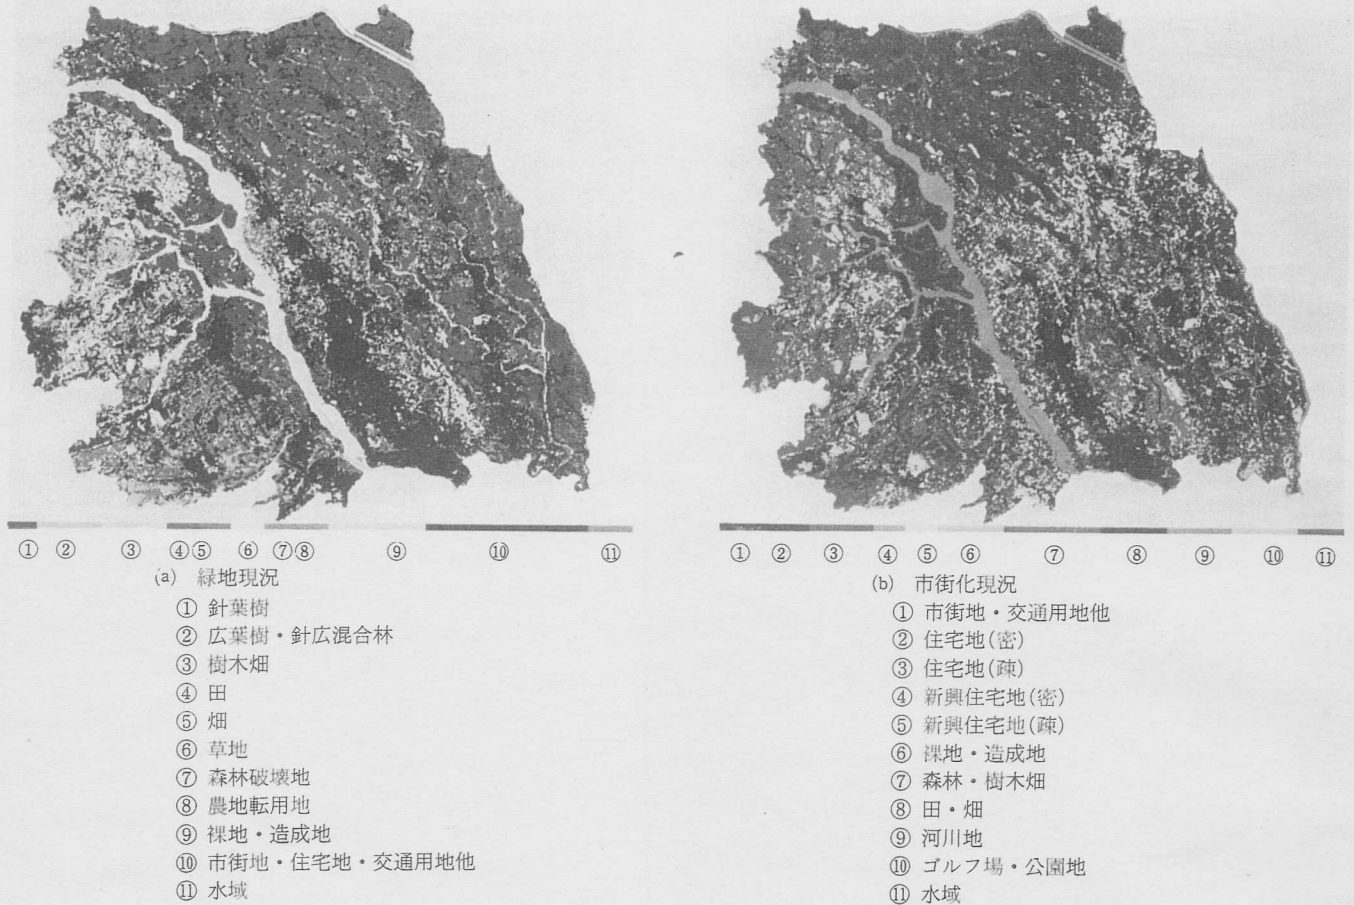 ① ② ③ ④ ⑤ ⑥ ⑦ ⑧ ⑨ ⑩ ⑪
(a) 緑地現況
① 針葉樹
② 広葉樹・針広混合林
③ 樹木畑
④ 田
⑤ 畑
⑥ 草地
⑦ 森林破壊地
⑧ 農地転用地
⑨ 裸地・造成地
⑩ 市街地・住宅地・交通用地他
⑪ 水域
① ② ③ ④ ⑤ ⑥ ⑦ ⑧ ⑨ ⑩ ⑪
(b) 市街化現況
① 市街地・交通用地他
② 住宅地(密)
③ 住宅地(疎)
④ 新興住宅地(密)
⑤ 新興住宅地(疎)
⑥ 裸地・造成地
⑦ 森林・樹木畑
⑧ 田・畑
⑨ 河川地
⑩ ゴルフ場・公園地
⑪ 水域